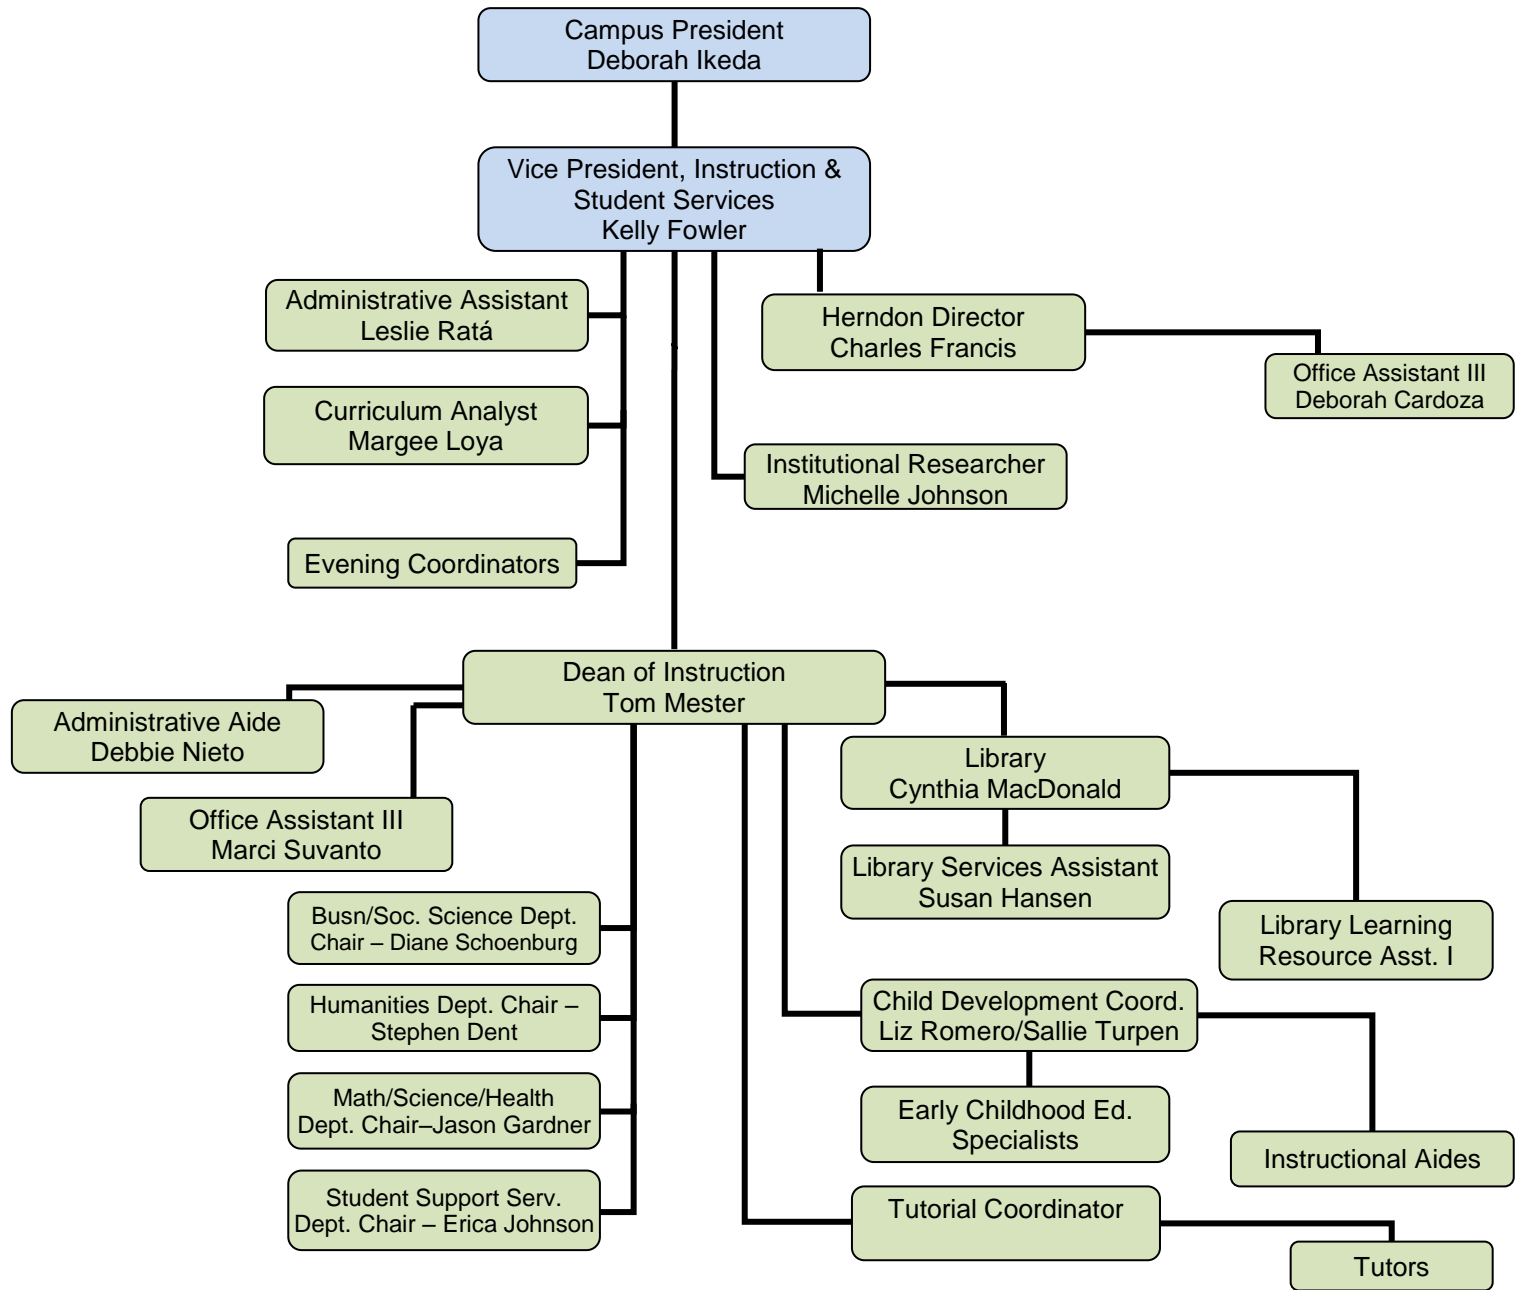 Campus President
Deborah Ikeda
Vice President, Instruction &
Student Services
Kelly Fowler
Administrative Assistant
Leslie Ratá
Herndon Director
Charles Francis
Office Assistant III
Deborah Cardoza
Curriculum Analyst
Margee Loya
Institutional Researcher
Michelle Johnson
Evening Coordinators
Dean of Instruction
Tom Mester
Administrative Aide
Debbie Nieto
Office Assistant III
Marci Suvanto
Library
Cynthia MacDonald
Library Services Assistant
Susan Hansen
Library Learning
Resource Asst. I
Busn/Soc. Science Dept.
Chair – Diane Schoenburg
Humanities Dept. Chair –
Stephen Dent
Math/Science/Health
Dept. Chair–Jason Gardner
Student Support Serv.
Dept. Chair – Erica Johnson
Child Development Coord.
Liz Romero/Sallie Turpen
Early Childhood Ed.
Specialists
Instructional Aides
Tutorial Coordinator
Tutors